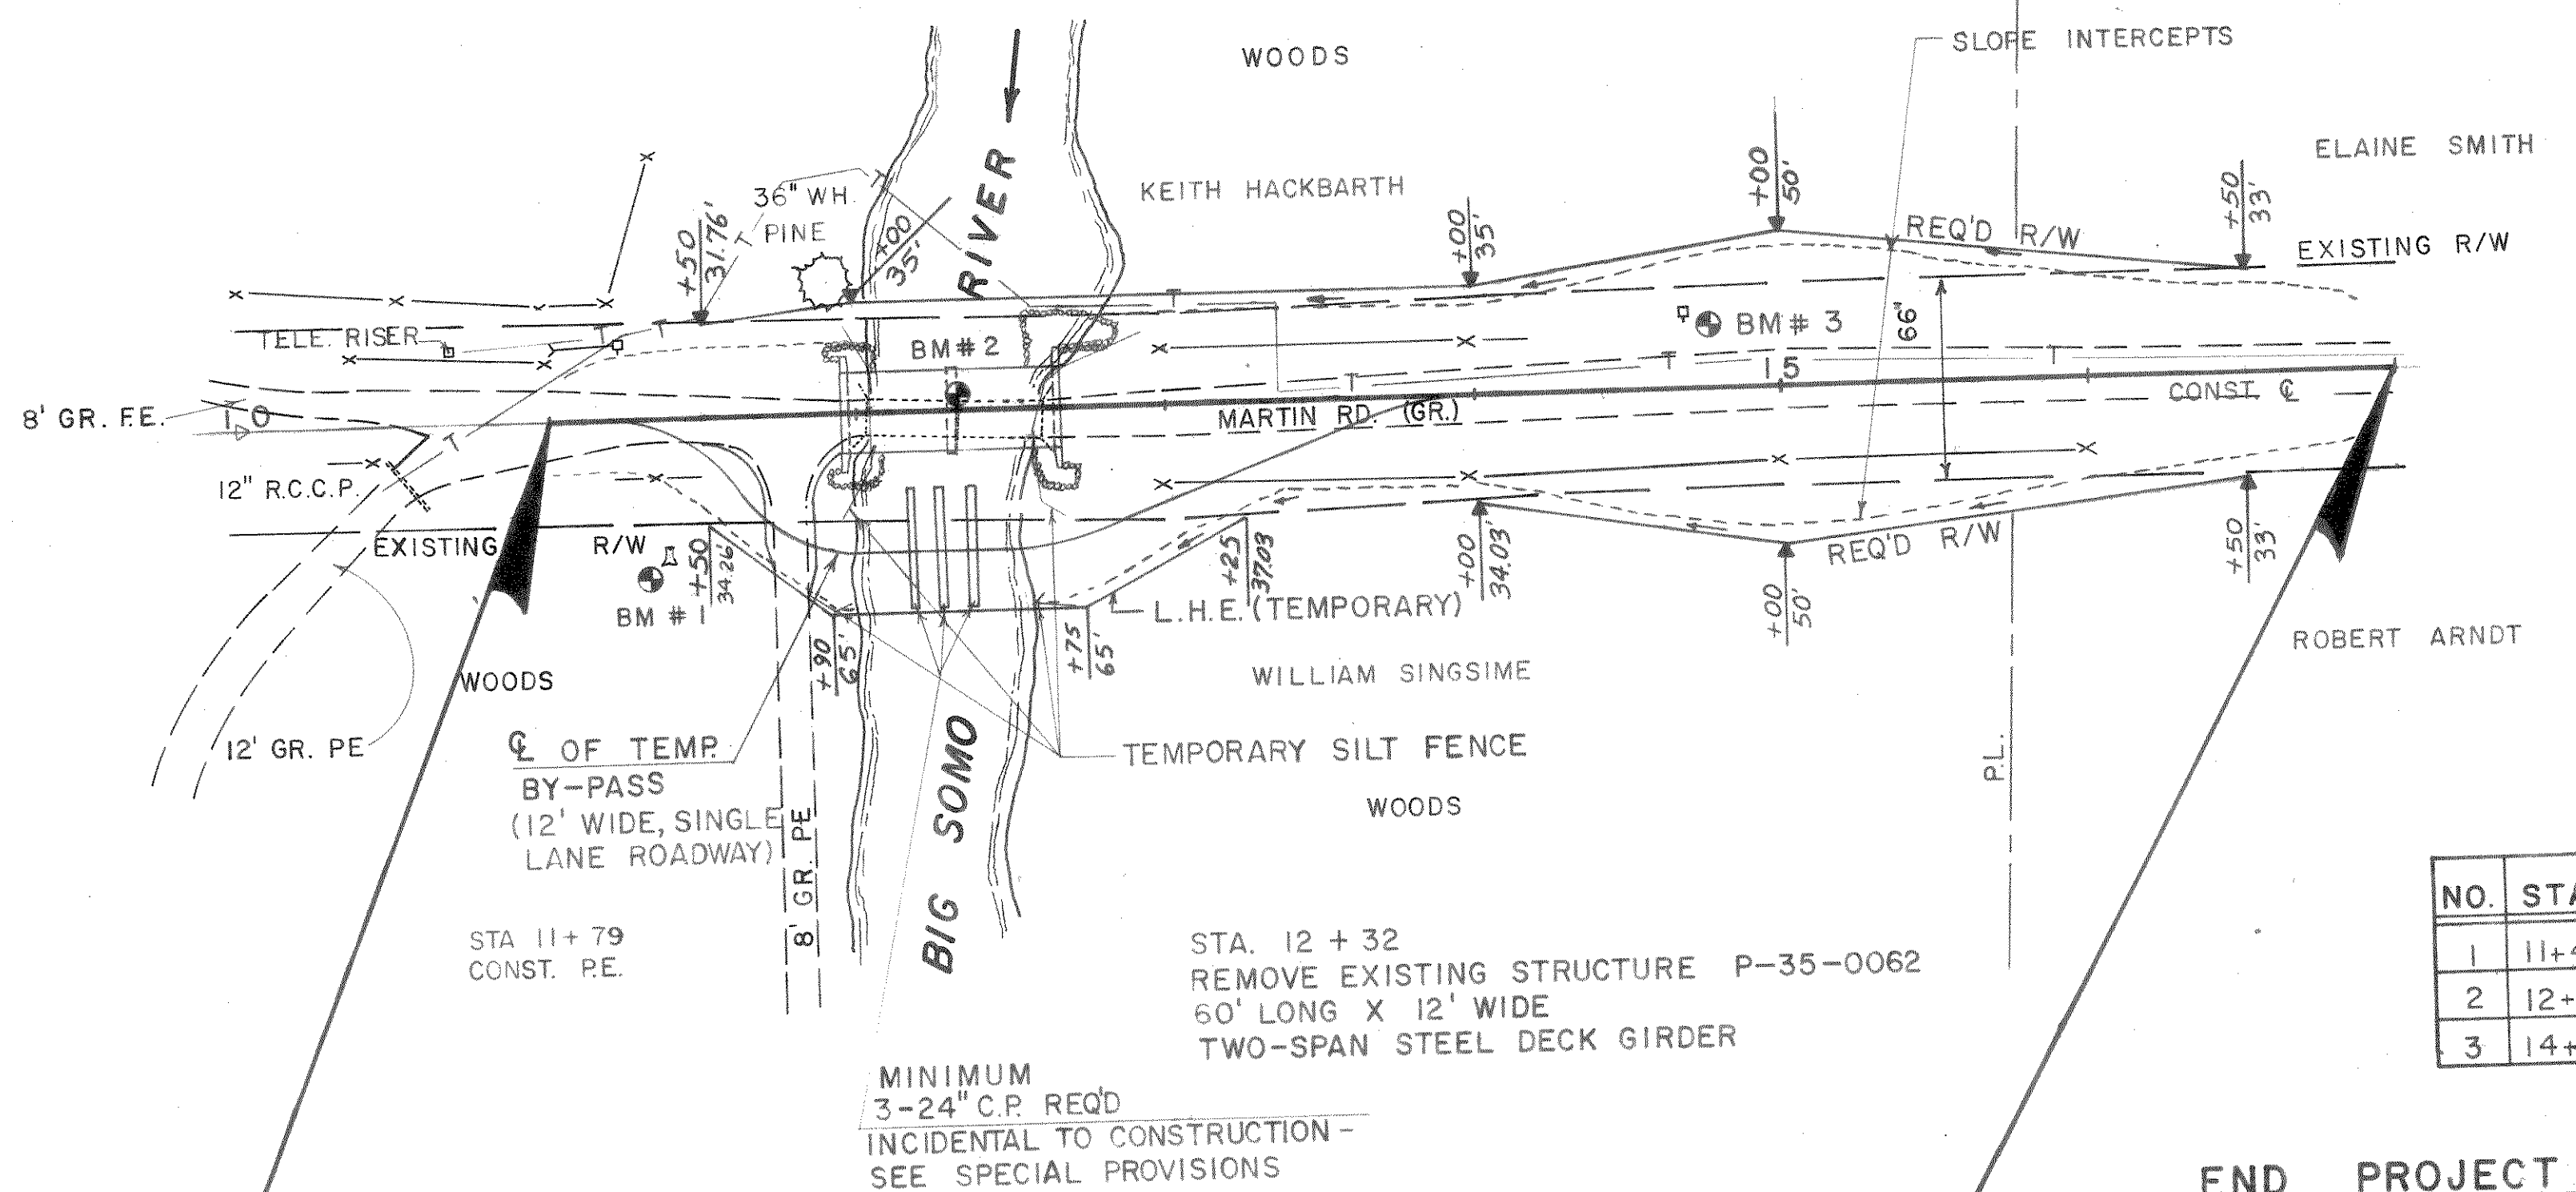 WOODS
SLOPE INTERCEPTS
ELAINE SMITH
KEITH HACKBARTH
36" WH.
PINE
RIVER
+00
50'
+50
33'
+00
35'
+50
31.76'
+00
35'
REQ'D R/W
EXISTING R/W
TELE. RISER
BM # 2
BM # 3
66"
15
8' GR. F.E.
10
MARTIN RD. (GR.)
CONST. ℄
12" R.C.C.P.
EXISTING R/W
BM # 1
+50
34.26'
+25
37.03
+00
34.03'
REQ'D R/W
+50
33'
+00
50'
L.H.E. (TEMPORARY)
+90
65'
+75
65'
WILLIAM SINGSIME
ROBERT ARNDT
WOODS
12' GR. PE
℄ OF TEMP.
BY-PASS
(12' WIDE, SINGLE
LANE ROADWAY)
TEMPORARY SILT FENCE
WOODS
P.L.
8' GR. PE
BIG SOMO
STA 11+79
CONST. P.E.
STA. 12 + 32
REMOVE EXISTING STRUCTURE P-35-0062
60' LONG X 12' WIDE
TWO-SPAN STEEL DECK GIRDER
NO. STA
1 11+4
2 12+
3 14+
MINIMUM
3-24" C.P. REQ'D
INCIDENTAL TO CONSTRUCTION -
SEE SPECIAL PROVISIONS
END PROJECT